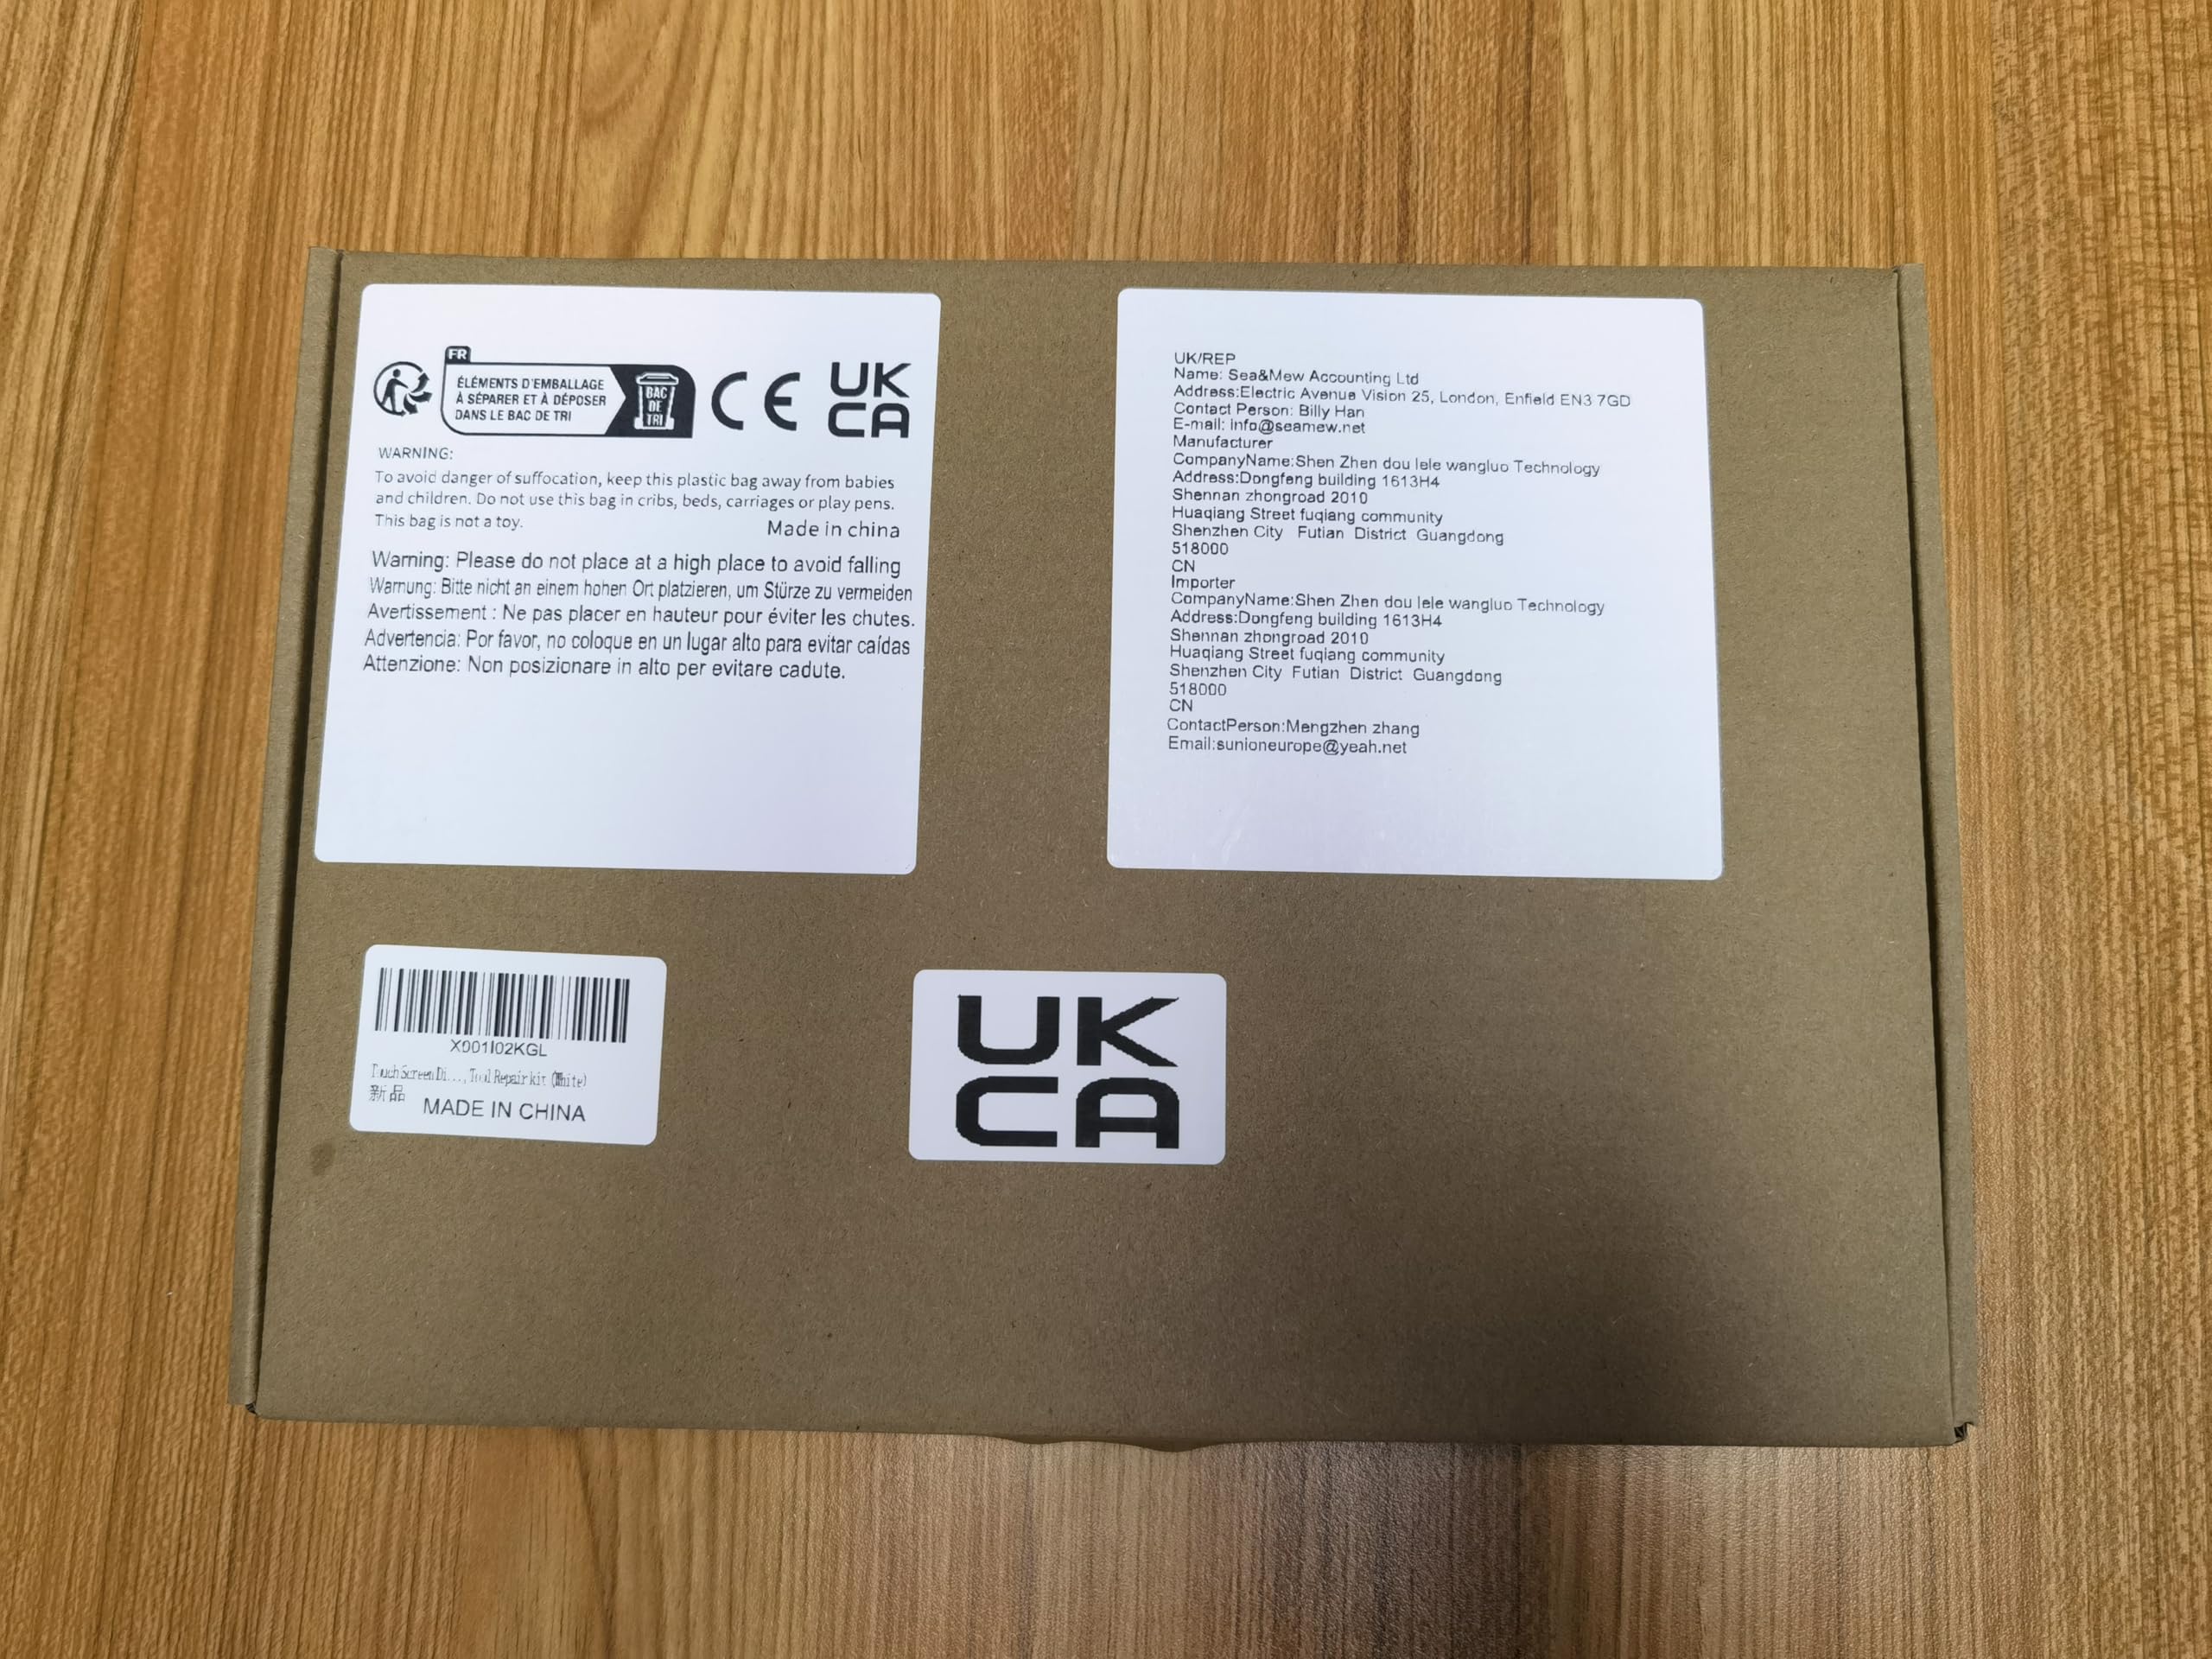 FR
ÉLÉMENTS D'EMBALLAGE
À SÉPARER ET À DÉPOSER
DANS LE BAC DE TRI
BAC
DE
TRI
CE
UK
CA
WARNING:
To avoid danger of suffocation, keep this plastic bag away from babies
and children. Do not use this bag in cribs, beds, carriages or play pens.
This bag is not a toy.
Made in china
Warning: Please do not place at a high place to avoid falling
Warnung: Bitte nicht an einem hohen Ort platzieren, um Stürze zu vermeiden
Avertissement : Ne pas placer en hauteur pour éviter les chutes.
Advertencia: Por favor, no coloque en un lugar alto para evitar caídas
Attenzione: Non posizionare in alto per evitare cadute.
UK/REP
Name: Sea&Mew Accounting Ltd
Address:Electric Avenue Vision 25, London, Enfield EN3 7GD
Contact Person: Billy Han
E-mail: info@seamew.net
Manufacturer
CompanyName:Shen Zhen dou lele wangluo Technology
Address:Dongfeng building 1613H4
Shennan zhongroad 2010
Huaqiang Street fuqiang community
Shenzhen City Futian District Guangdong
518000
CN
Importer
CompanyName:Shen Zhen dou lele wangluo Technology
Address:Dongfeng building 1613H4
Shennan zhongroad 2010
Huaqiang Street fuqiang community
Shenzhen City Futian District Guangdong
518000
CN
ContactPerson:Mengzhen zhang
Email:sunioneurope@yeah.net
X001I02KGL
Touch Screen Di..., Tool Repair kit (White)
新品
MADE IN CHINA
UK
CA